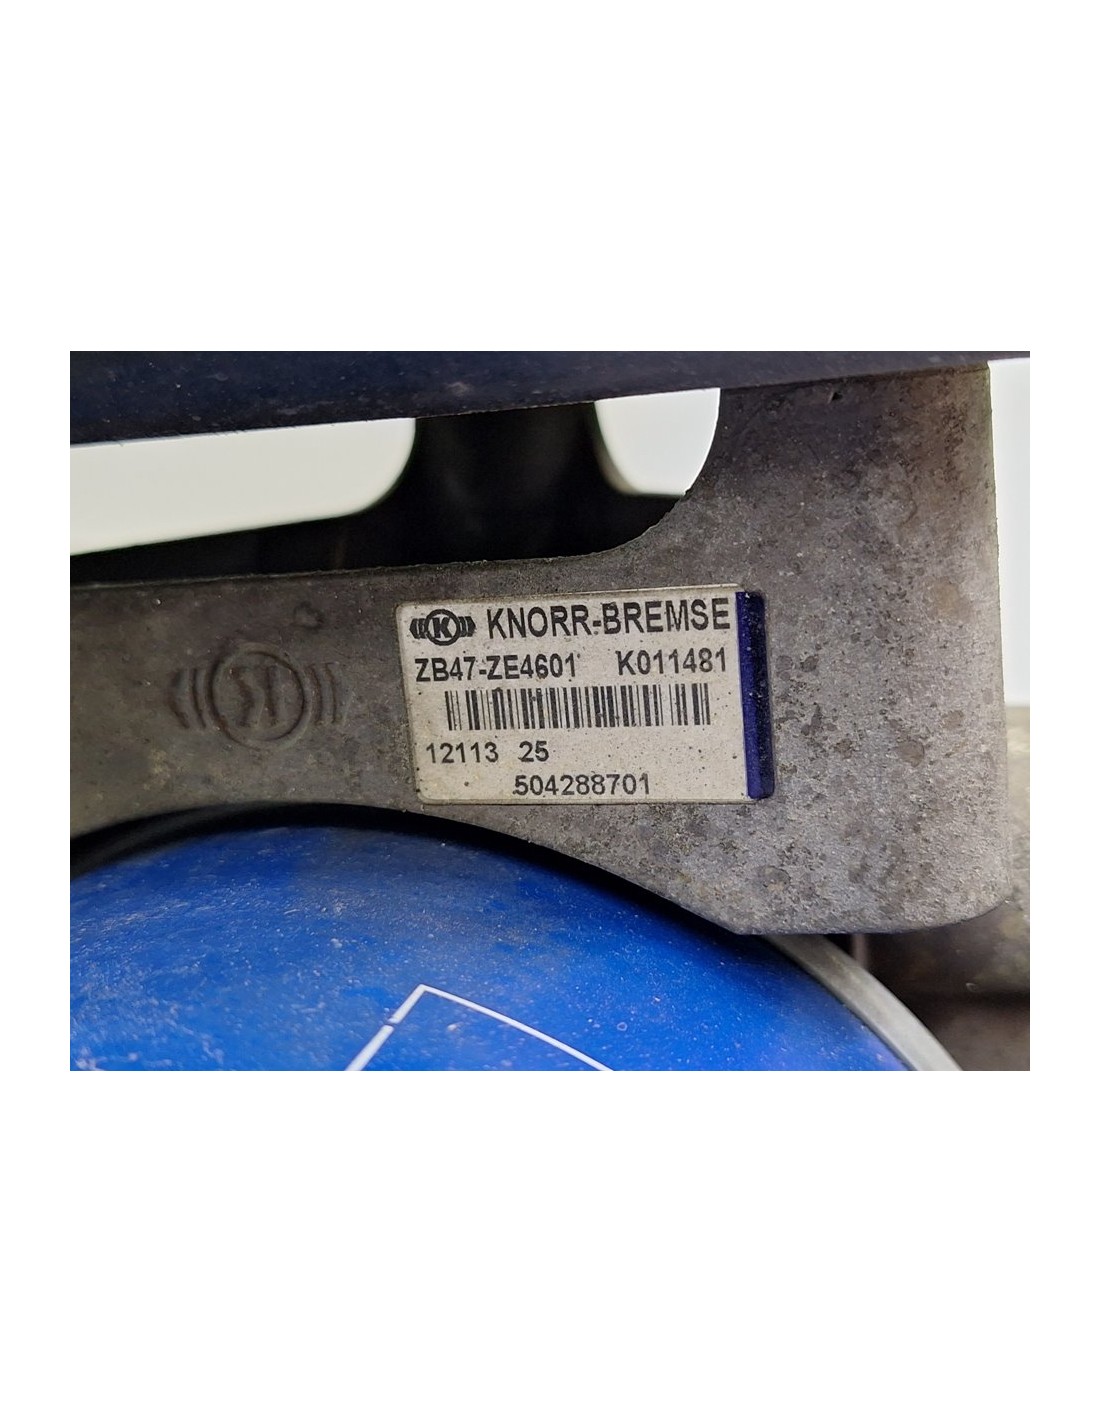 K KNORR-BREMSE
ZB47-ZE4601 K011481
12113 25
504288701